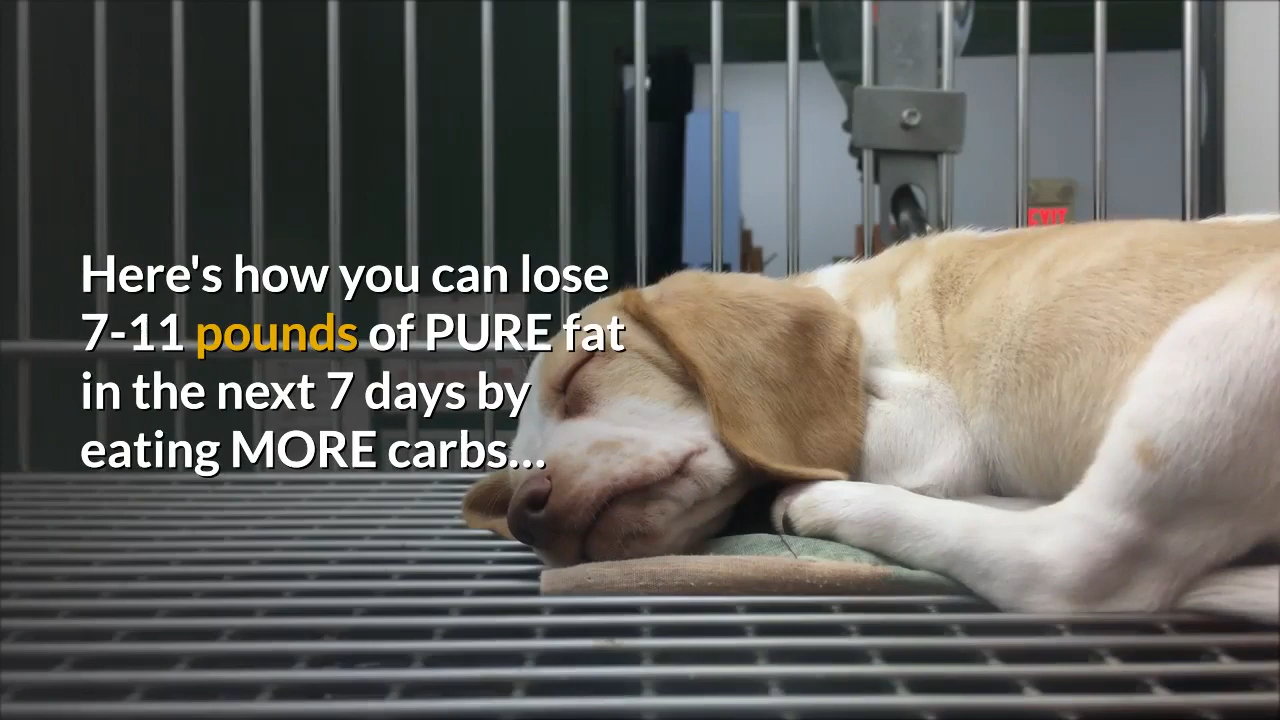 EXIT
Here's how you can lose
7-11 pounds of PURE fat
in the next 7 days by
eating MORE carbs...